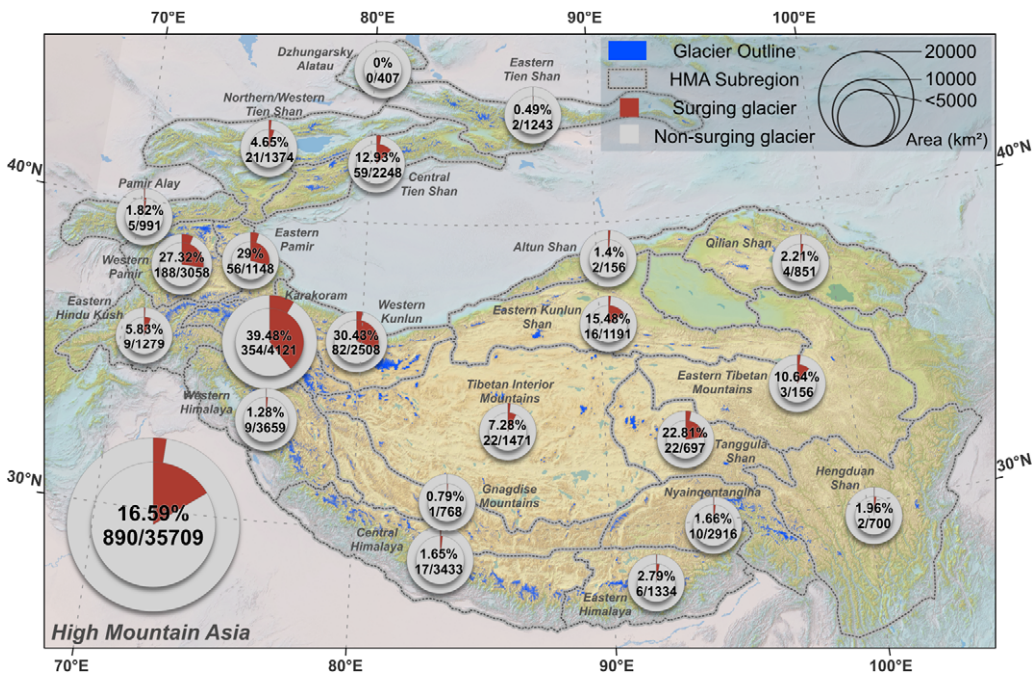 70°E
80°E
90°E
100°E
Dzhungarsky
Alatau
0%
0/407
Eastern
Tien Shan
0.49%
2/1243
Glacier Outline
HMA Subregion
Surging glacier
Non-surging glacier
20000
10000
<5000
Area (km²)
Northern/Western
Tien Shan
4.65%
21/1374
12.93%
59/2248
Central
Tien Shan
40°N
40°N
Pamir Alay
1.82%
5/991
Eastern
Pamir
29%
56/1148
Western
Pamir
27.32%
188/3058
Altun Shan
1.4%
2/156
Qilian Shan
2.21%
4/851
Eastern
Hindu Kush
5.83%
9/1279
Karakoram
39.48%
354/4121
Western
Kunlun
30.43%
82/2508
Eastern Kunlun
Shan
15.48%
16/1191
Western
Himalaya
1.28%
9/3659
Tibetan Interior
Mountains
7.28%
22/1471
Eastern Tibetan
Mountains
10.64%
3/156
22.81%
22/697
Tanggula
Shan
30°N
30°N
Hengduan
Shan
1.96%
2/700
0.79%
1/768
Gnagdise
Mountains
Nyainqentanglha
1.66%
10/2916
Central
Himalaya
1.65%
17/3433
Eastern
Himalaya
2.79%
6/1334
16.59%
890/35709
High Mountain Asia
70°E
80°E
90°E
100°E